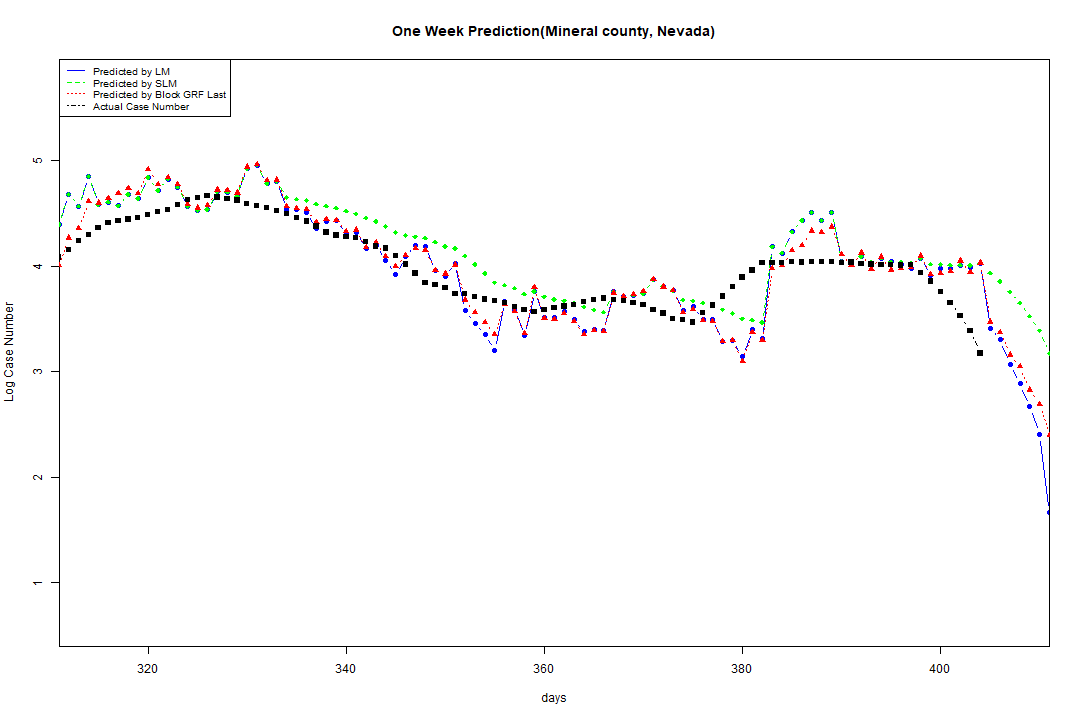 One Week Prediction(Mineral county, Nevada)
Predicted by LM
Predicted by SLM
Predicted by Block GRF Last
Actual Case Number
5
4
3
2
1
Log Case Number
320 340 360 380 400
days